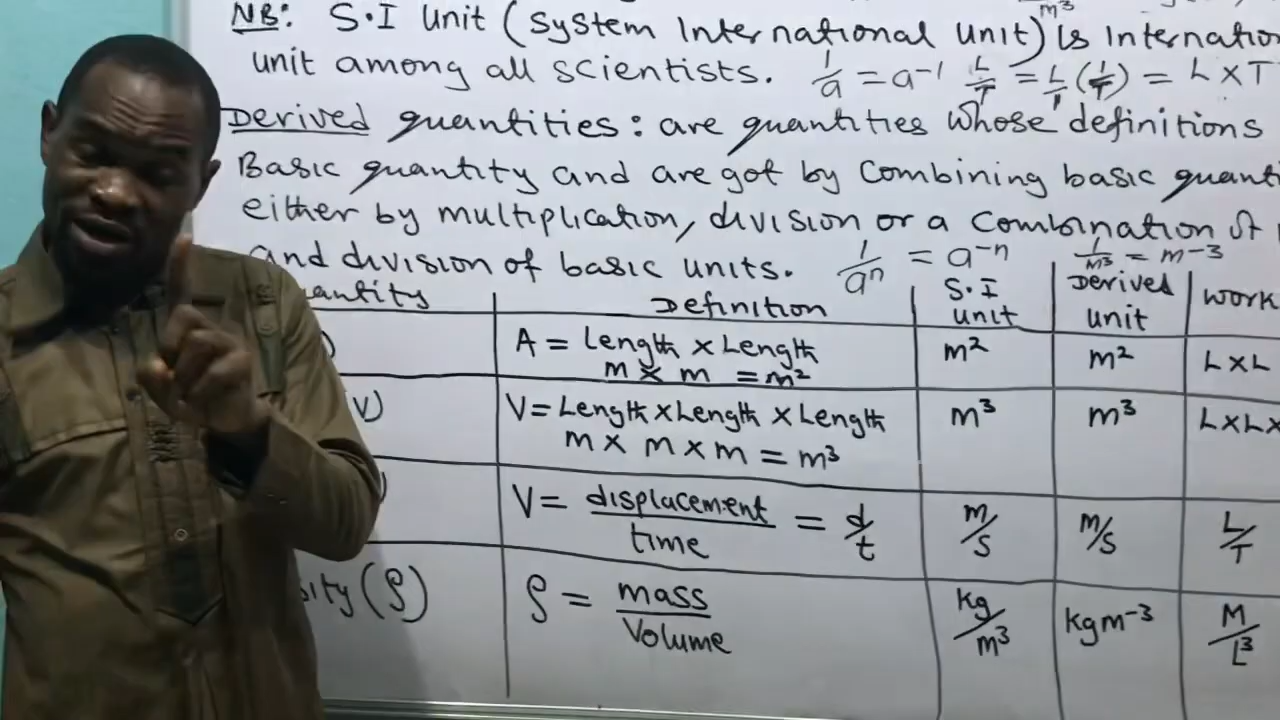 NB: S.I Unit (System International Unit) is Internation
unit among all scientists. 1/a = a⁻¹ L/T = L/1 (1/T) = L X T
Derived quantities: are quantities whose definitions
Basic quantity and are got by combining basic quanti
either by multiplication, division or a combination of
and division of basic units. 1/aⁿ = a⁻ⁿ 1/m³ = m⁻³
antity Definition S.I unit Derived unit work
A = Length × Length m² m² L×L
m × m = m²
(V) V = Length × Length × Length m³ m³ L×L×
m × m × m = m³
) V = displacement/time = d/t m/s m/s L/T
sity (ρ) ρ = mass/Volume kg/m³ kgm⁻³ M/L³